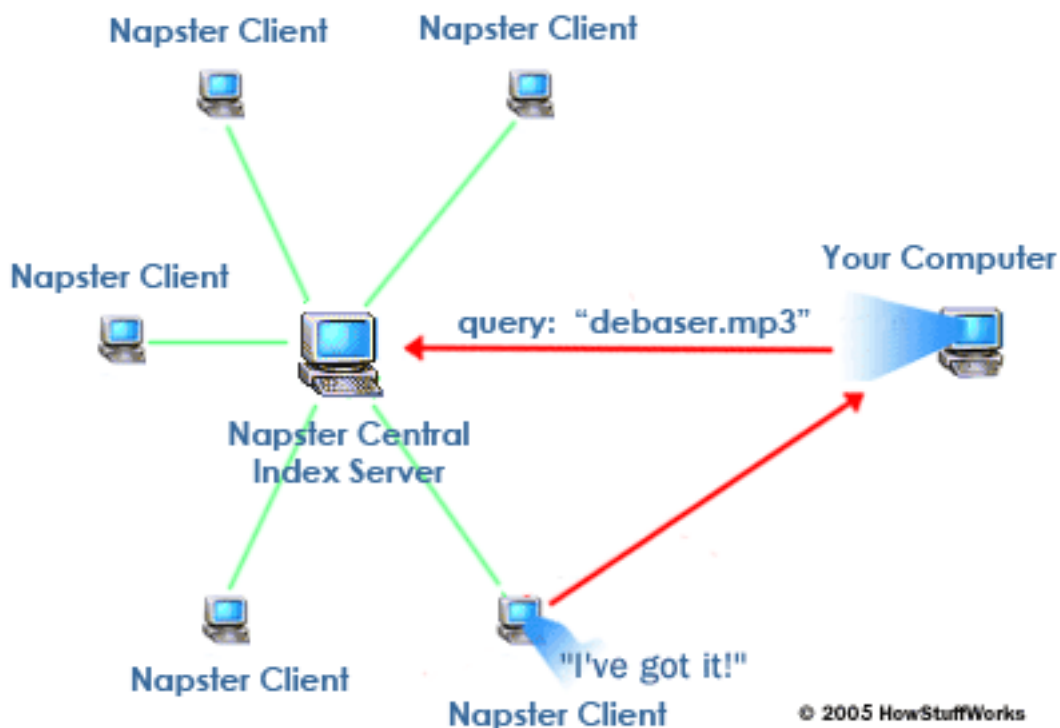 Napster Client
Napster Client
Napster Client
Your Computer
query: “debaser.mp3”
Napster Central
Index Server
Napster Client
"I've got it!"
Napster Client
© 2005 HowStuffWorks